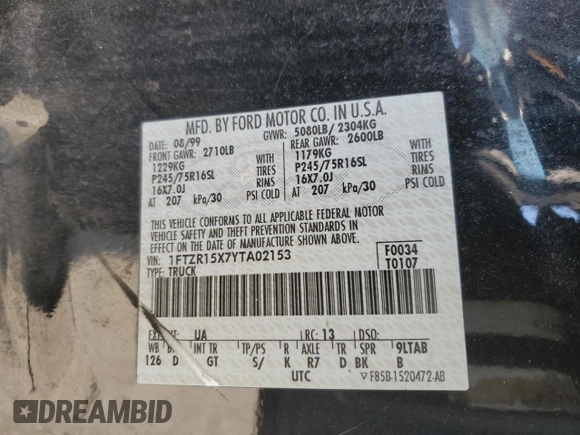 MFD. BY FORD MOTOR CO. IN U.S.A.
DATE: 08/99 GVWR: 5080LB/ 2304KG
FRONT GAWR: 2710LB REAR GAWR: 2600LB
1229KG WITH 1179KG WITH
P245/75R16SL TIRES P245/75R16SL TIRES
16X7.0J RIMS 16X7.0J RIMS
AT 207 kPa/30 PSI COLD AT 207 kPa/30 PSI COLD
THIS VEHICLE CONFORMS TO ALL APPLICABLE FEDERAL MOTOR
VEHICLE SAFETY AND THEFT PREVENTION STANDARDS IN
EFFECT ON THE DATE OF MANUFACTURE SHOWN ABOVE.
VIN: 1FTZR15X7YTA02153 F0034
TYPE: TRUCK T0107
UA RC: 13 DSO:
WB INT TR TP/PS R AXLE TR SPR 9LTAB
126 D GT S/ K R7 D BK B
UTC ▽F85B-1520472-AB
DREAMBID